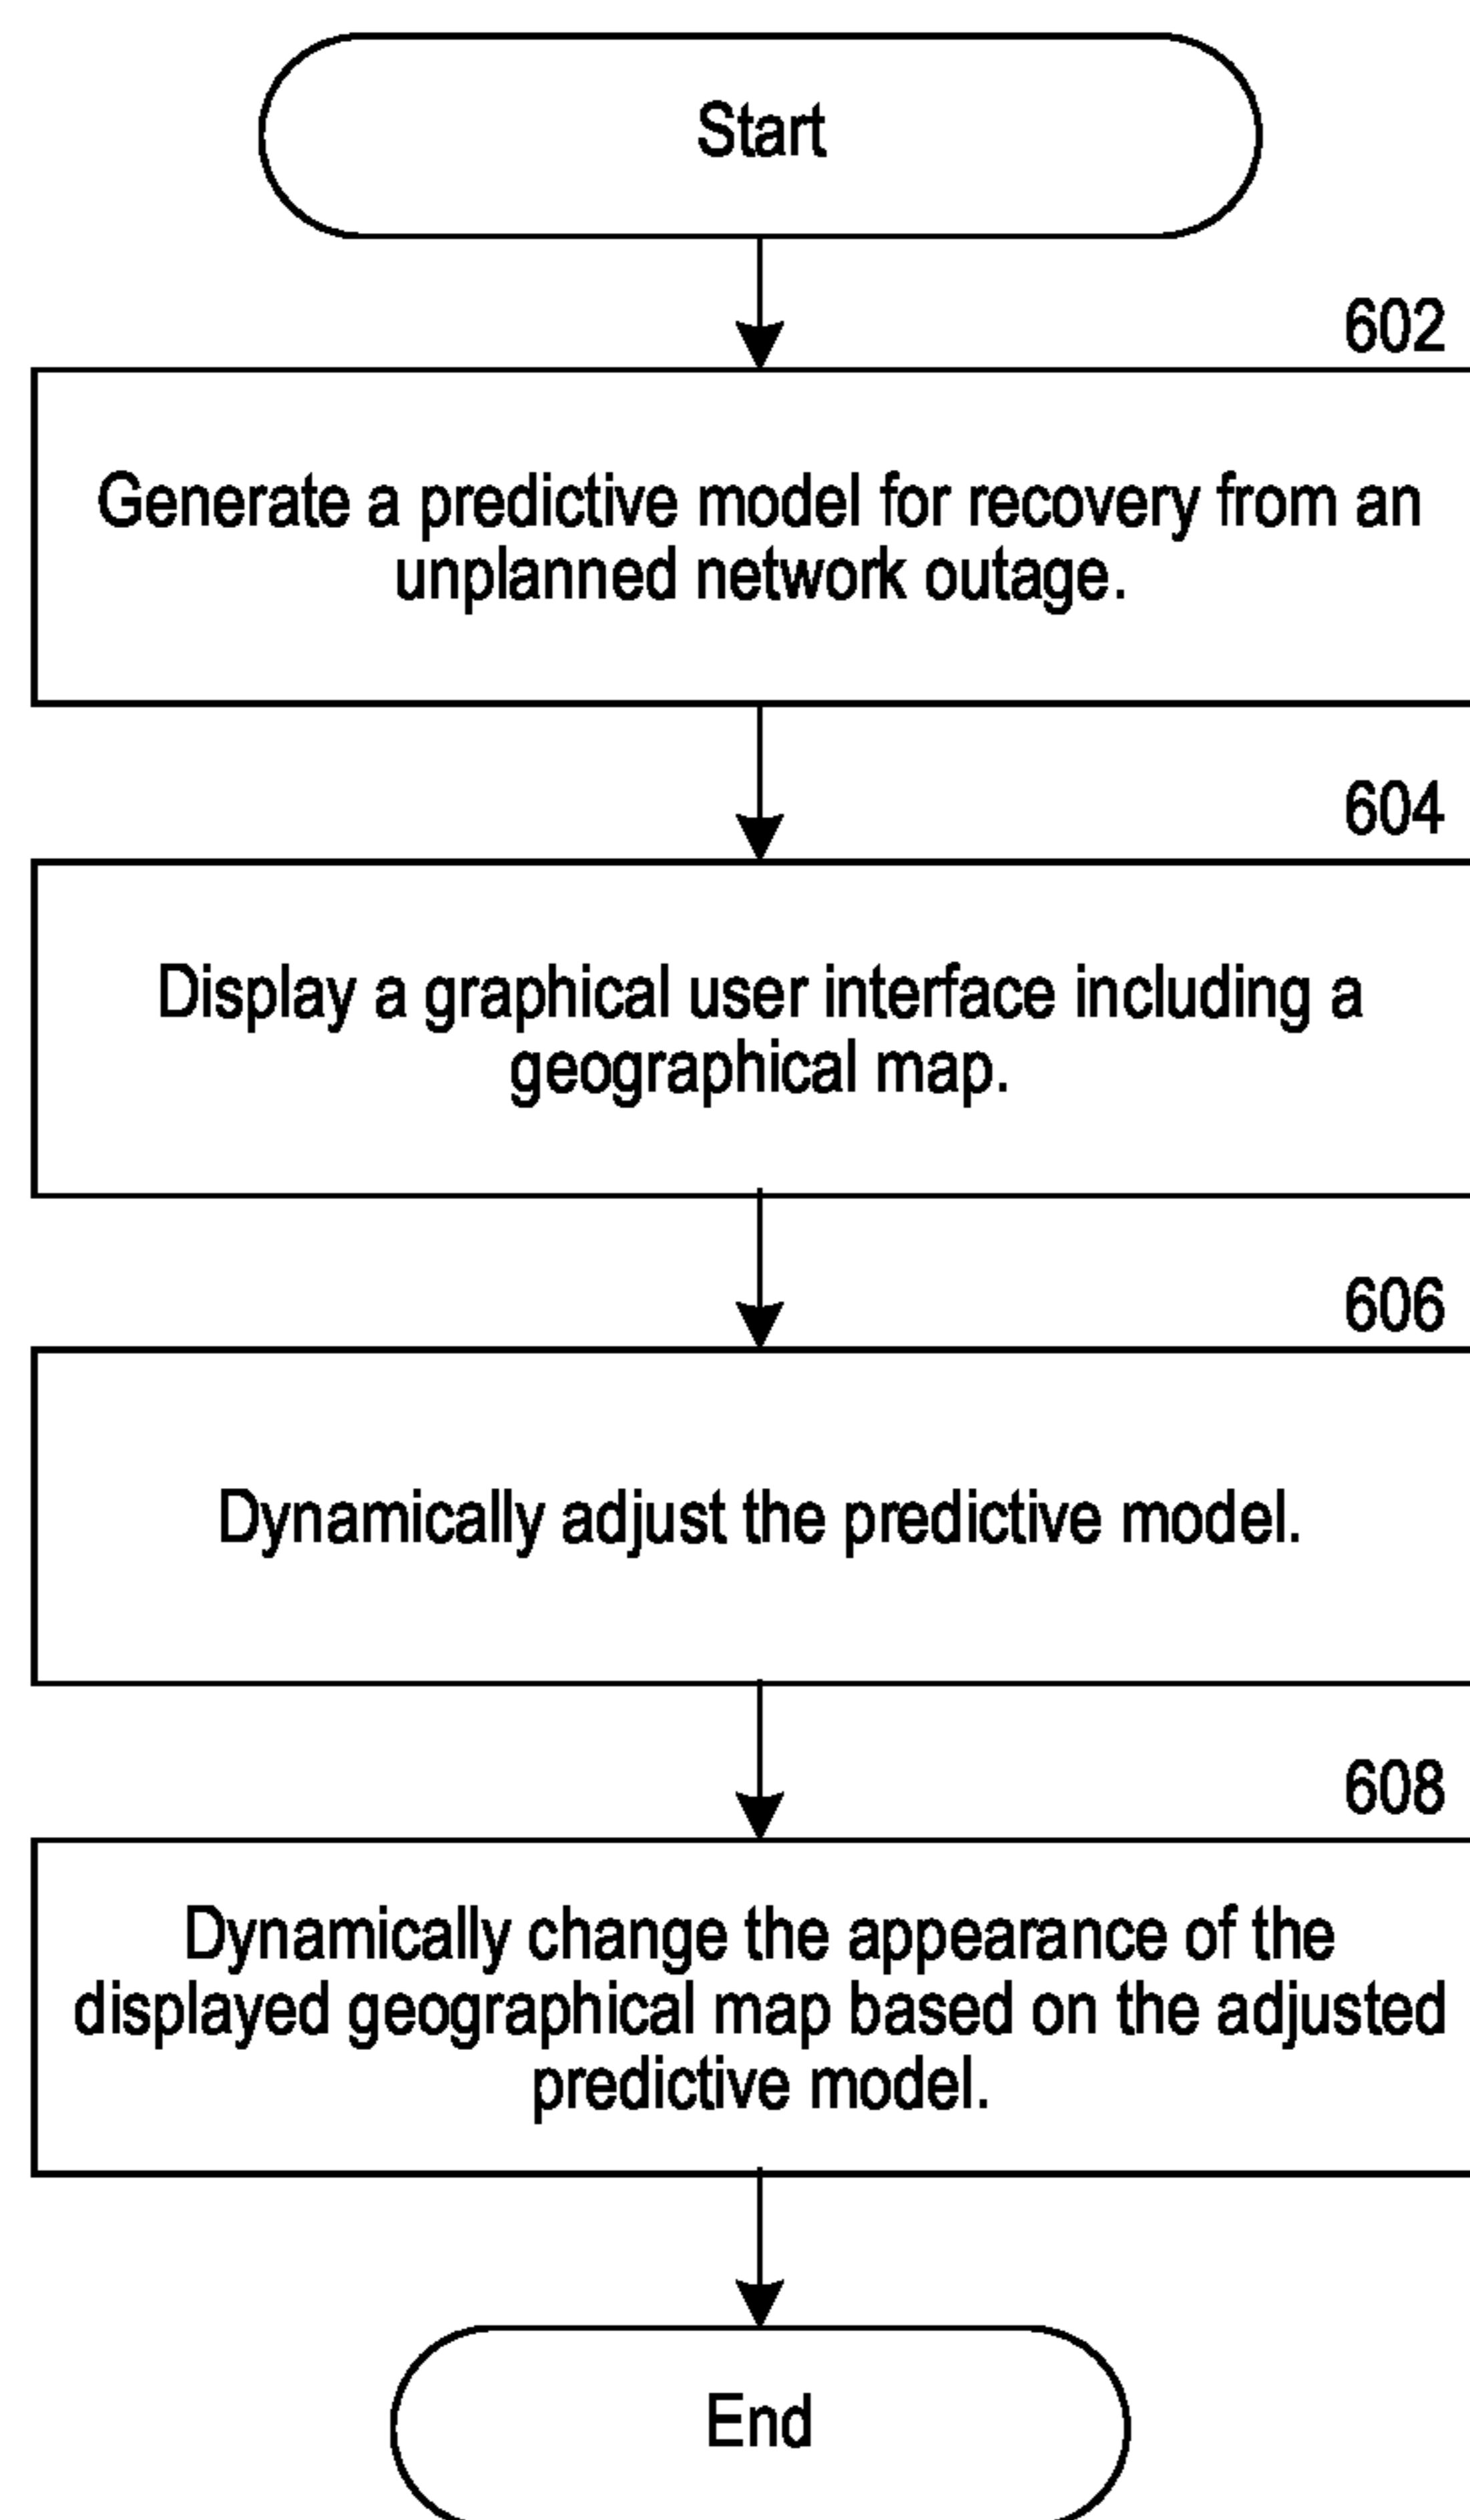 Start
602
Generate a predictive model for recovery from an
unplanned network outage.
604
Display a graphical user interface including a
geographical map.
606
Dynamically adjust the predictive model.
608
Dynamically change the appearance of the
displayed geographical map based on the adjusted
predictive model.
End